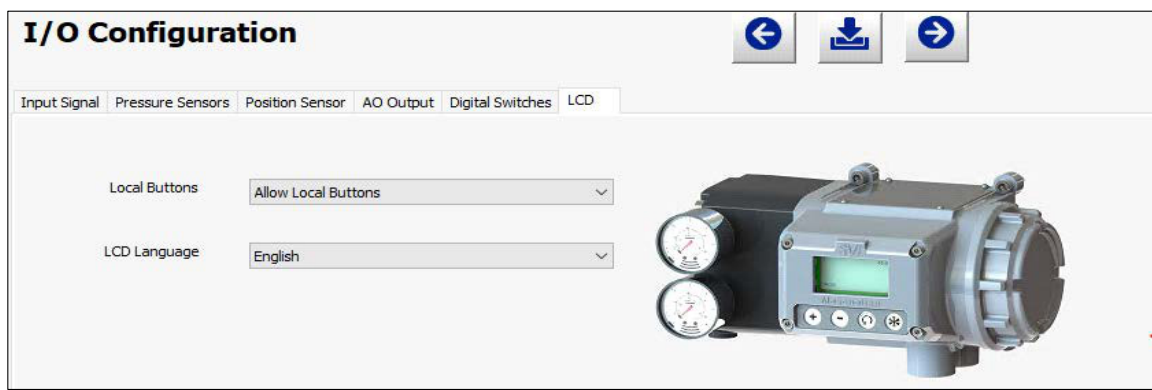 I/O Configuration
Input Signal Pressure Sensors Position Sensor AO Output Digital Switches LCD
Local Buttons Allow Local Buttons
LCD Language English
SVI